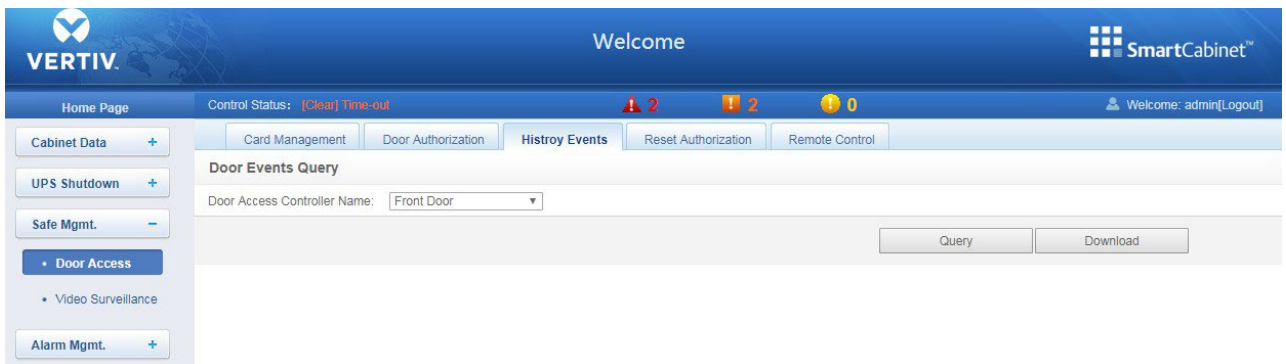 VERTIV.
Welcome
SmartCabinet™
Home Page
Control Status: [Clear] Time-out
2
2
0
Welcome: admin[Logout]
Cabinet Data +
UPS Shutdown +
Safe Mgmt. −
• Door Access
• Video Surveillance
Alarm Mgmt. +
Card Management
Door Authorization
Histroy Events
Reset Authorization
Remote Control
Door Events Query
Door Access Controller Name: Front Door
Query
Download